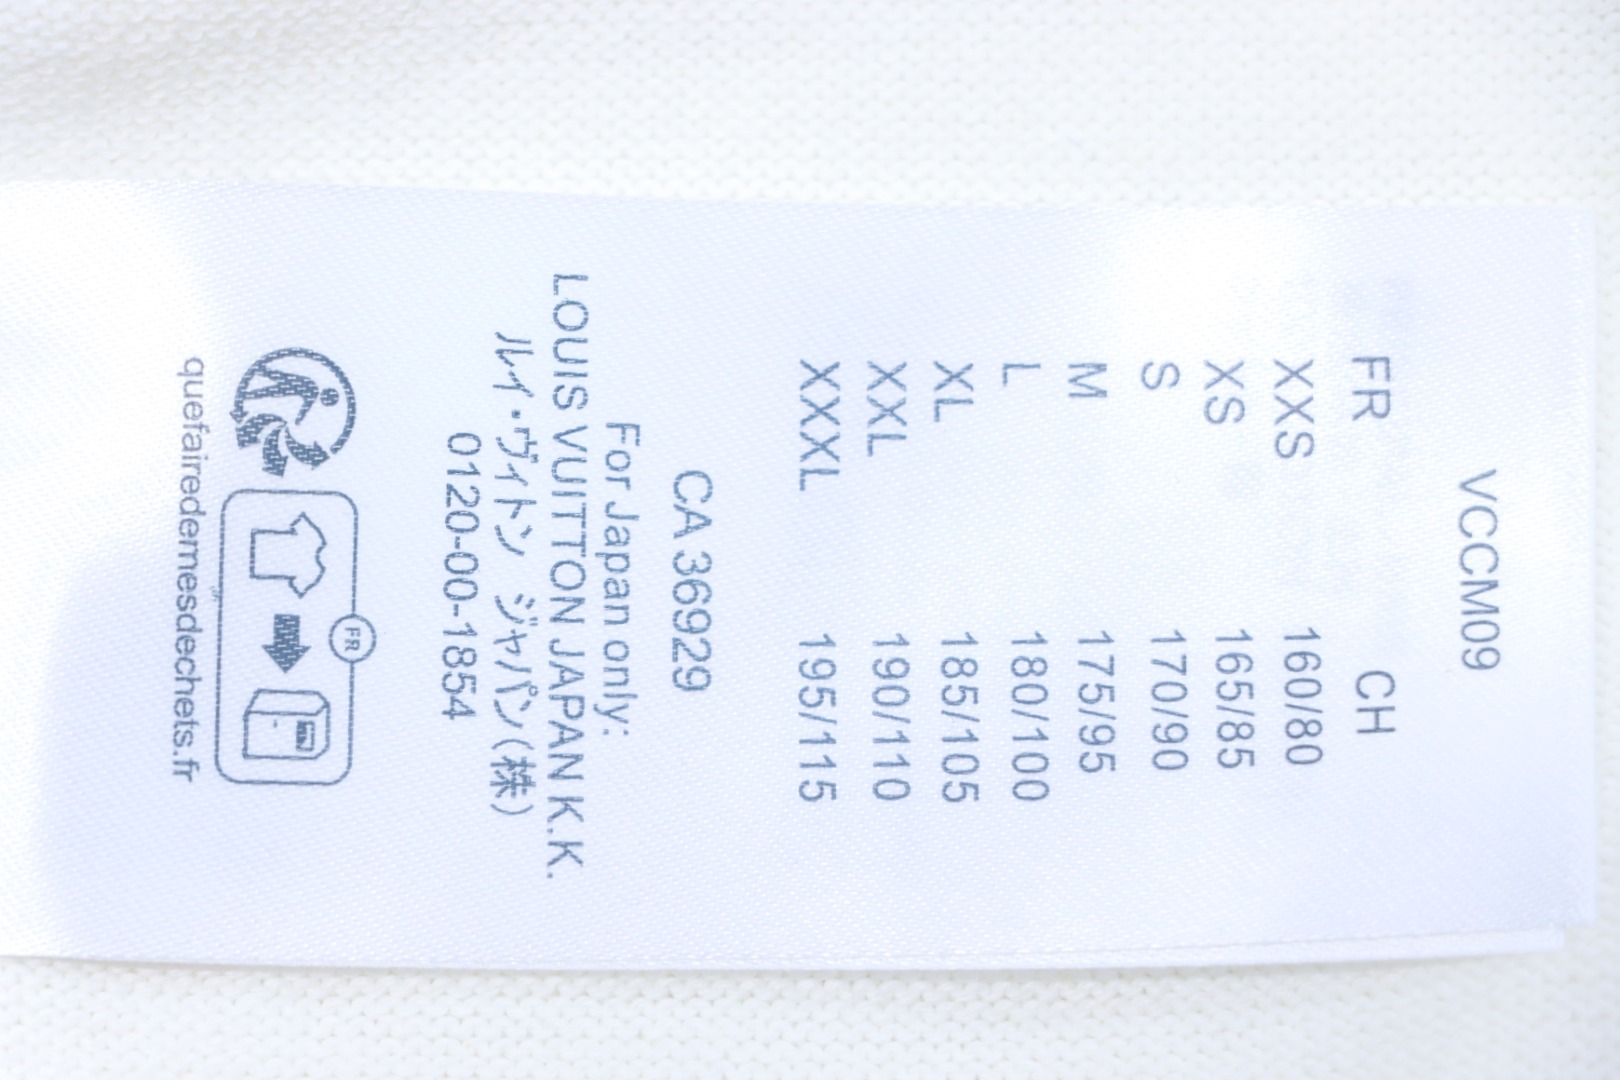 VCCM09
FR CH
XXS 160/80
XS 165/85
S 170/90
M 175/95
L 180/100
XL 185/105
XXL 190/110
XXXL 195/115
CA 36929
For Japan only:
LOUIS VUITTON JAPAN K.K.
ルイ・ヴィトン ジャパン(株)
0120-00-1854
FR
quefairedemesdechets.fr